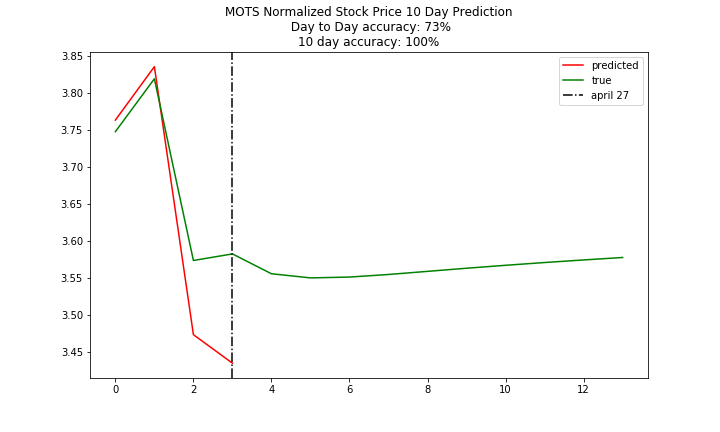 MOTS Normalized Stock Price 10 Day Prediction
Day to Day accuracy: 73%
10 day accuracy: 100%
3.85
3.80
3.75
3.70
3.65
3.60
3.55
3.50
3.45
predicted
true
april 27
0 2 4 6 8 10 12